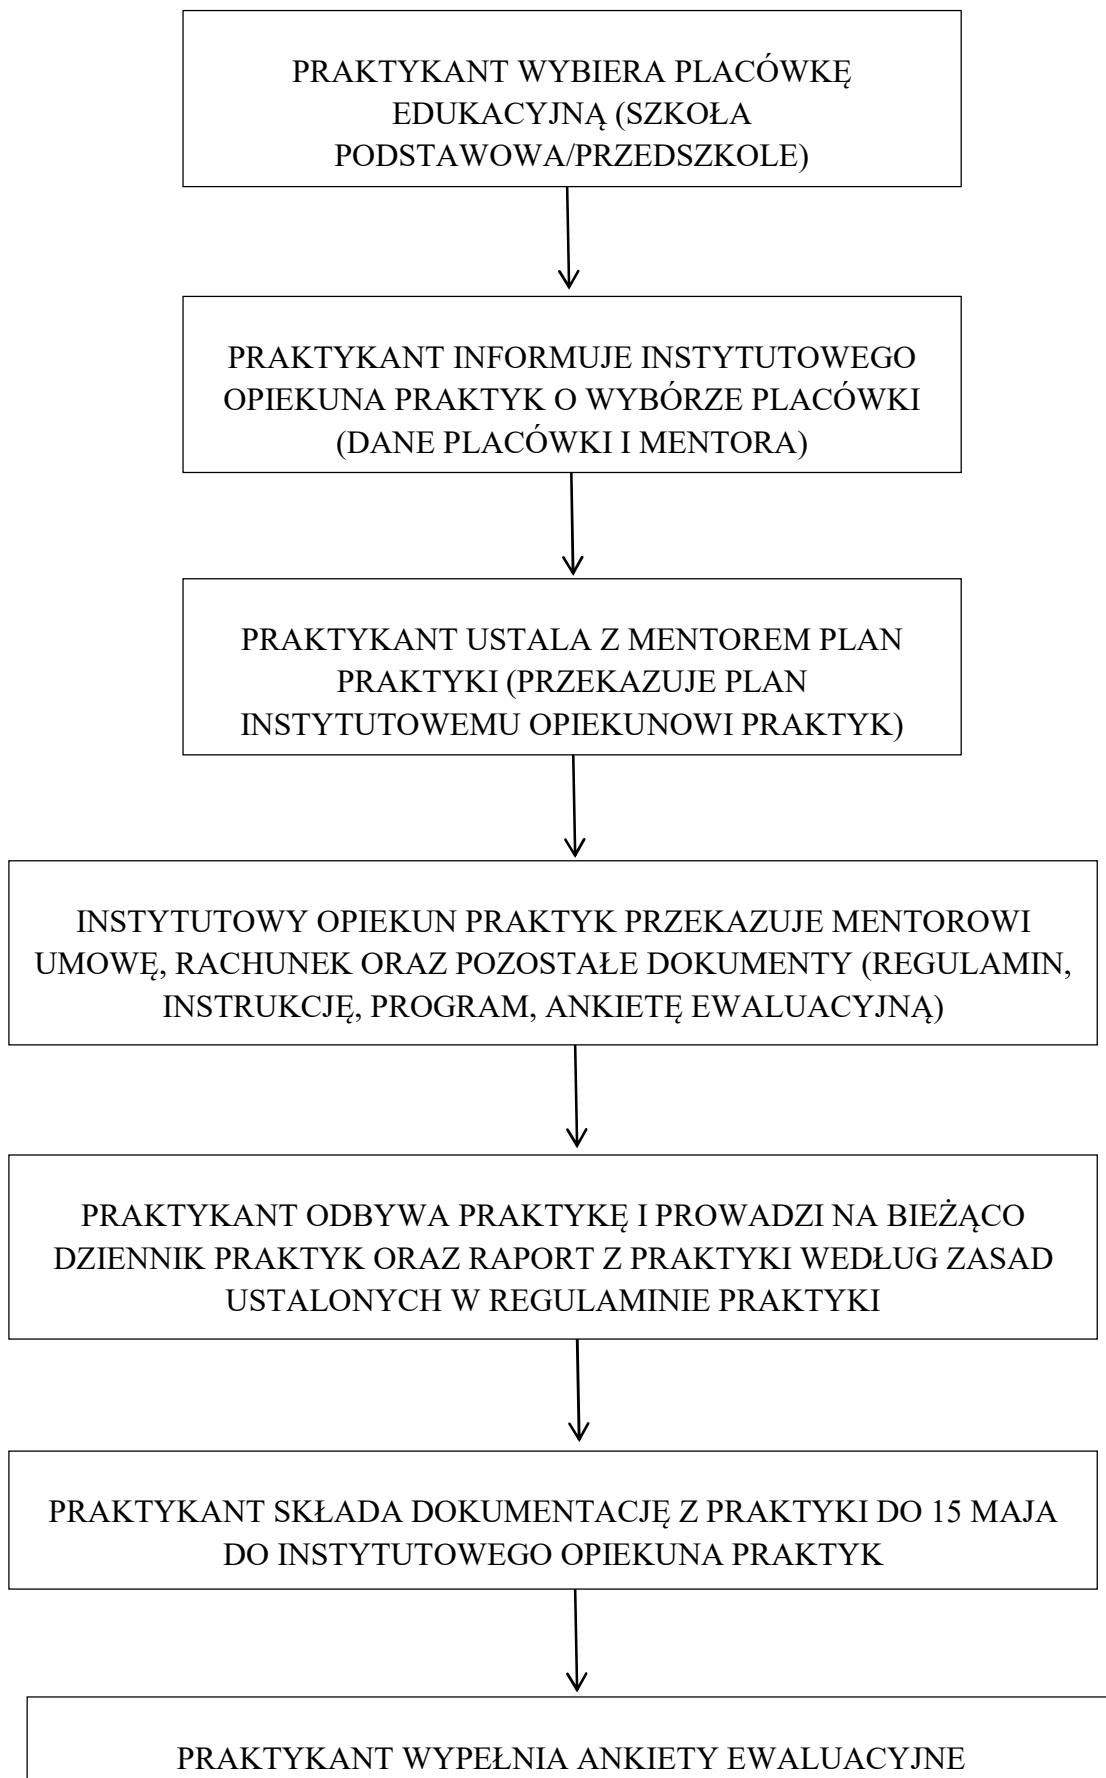 PRAKTYKANT WYBIERA PLACÓWKĘ
EDUKACYJNĄ (SZKOŁA
PODSTAWOWA/PRZEDSZKOLE)
PRAKTYKANT INFORMUJE INSTYTUTOWEGO
OPIEKUNA PRAKTYK O WYBÓRZE PLACÓWKI
(DANE PLACÓWKI I MENTORA)
PRAKTYKANT USTALA Z MENTOREM PLAN
PRAKTYKI (PRZEKAZUJE PLAN
INSTYTUTOWEMU OPIEKUNOWI PRAKTYK)
INSTYTUTOWY OPIEKUN PRAKTYK PRZEKAZUJE MENTOROWI
UMOWĘ, RACHUNEK ORAZ POZOSTAŁE DOKUMENTY (REGULAMIN,
INSTRUKCJĘ, PROGRAM, ANKIETĘ EWALUACYJNĄ)
PRAKTYKANT ODBYWA PRAKTYKĘ I PROWADZI NA BIEŻĄCO
DZIENNIK PRAKTYK ORAZ RAPORT Z PRAKTYKI WEDŁUG ZASAD
USTALONYCH W REGULAMINIE PRAKTYKI
PRAKTYKANT SKŁADA DOKUMENTACJĘ Z PRAKTYKI DO 15 MAJA
DO INSTYTUTOWEGO OPIEKUNA PRAKTYK
PRAKTYKANT WYPEŁNIA ANKIETY EWALUACYJNE